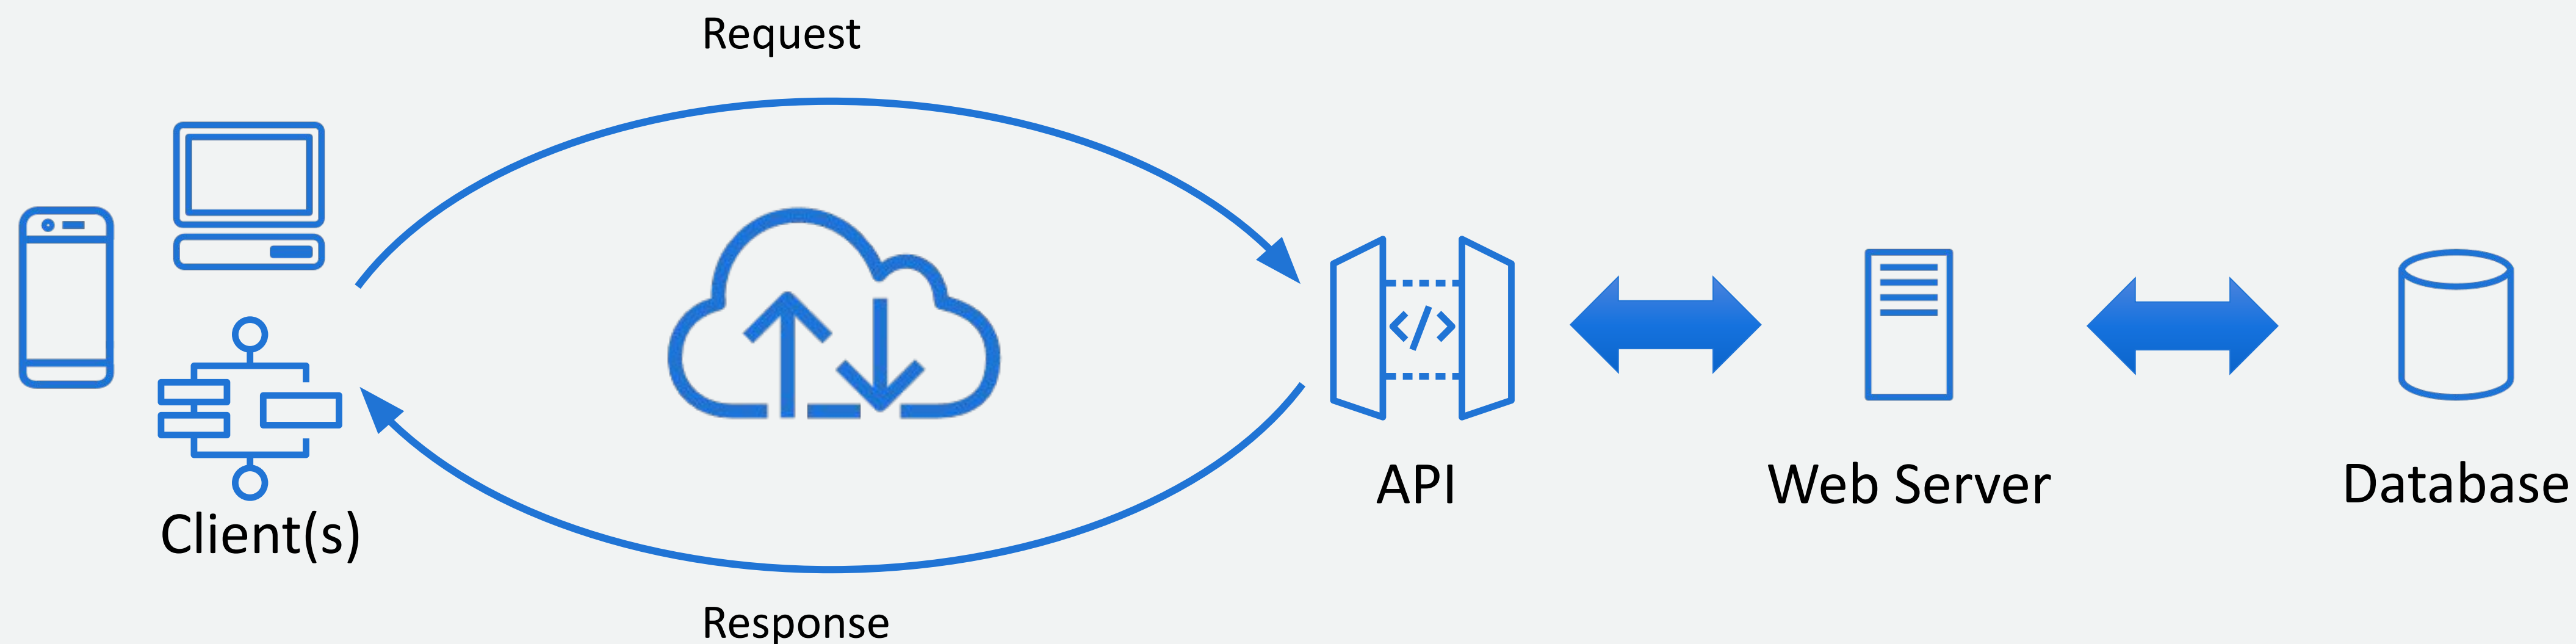 Request
Client(s)
API
Web Server
Database
Response